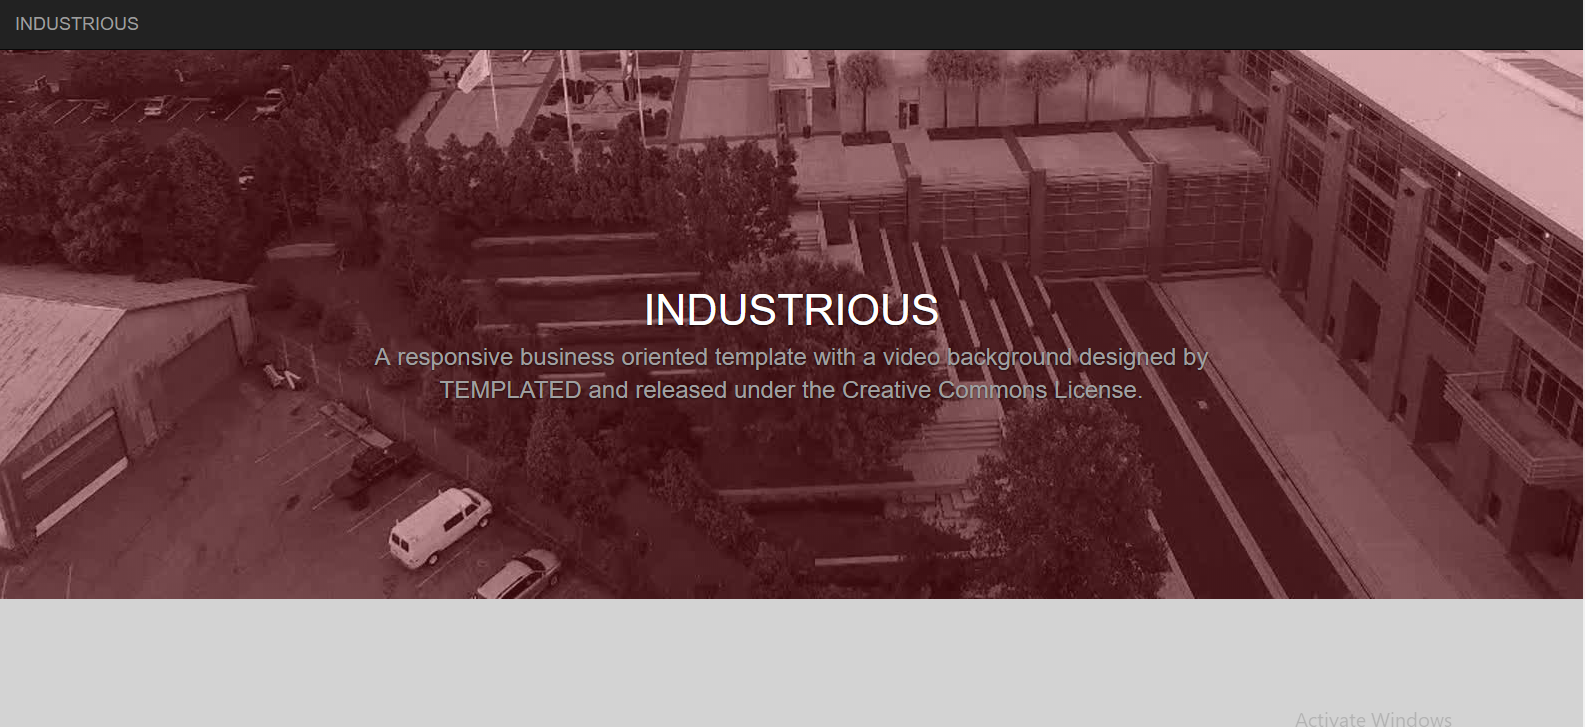 INDUSTRIOUS
INDUSTRIOUS
A responsive business oriented template with a video background designed by
TEMPLATED and released under the Creative Commons License.
Activate Windows